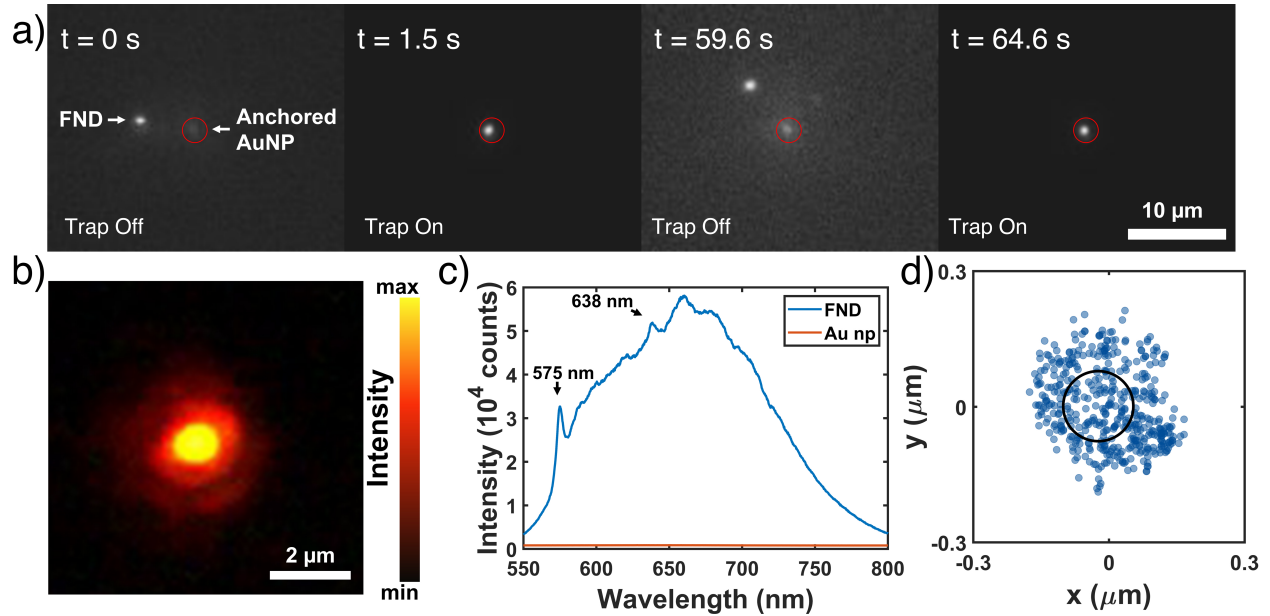 a)
t = 0 s
t = 1.5 s
t = 59.6 s
t = 64.6 s
FND
Anchored
AuNP
Trap Off
Trap On
Trap Off
Trap On
10 µm
b)
max
Intensity
min
2 µm
c)
Intensity (10⁴ counts)
6
5
4
3
2
1
0
638 nm
575 nm
FND
Au np
550
600
650
700
750
800
Wavelength (nm)
d)
y (µm)
0.3
0
-0.3
-0.3
0
0.3
x (µm)